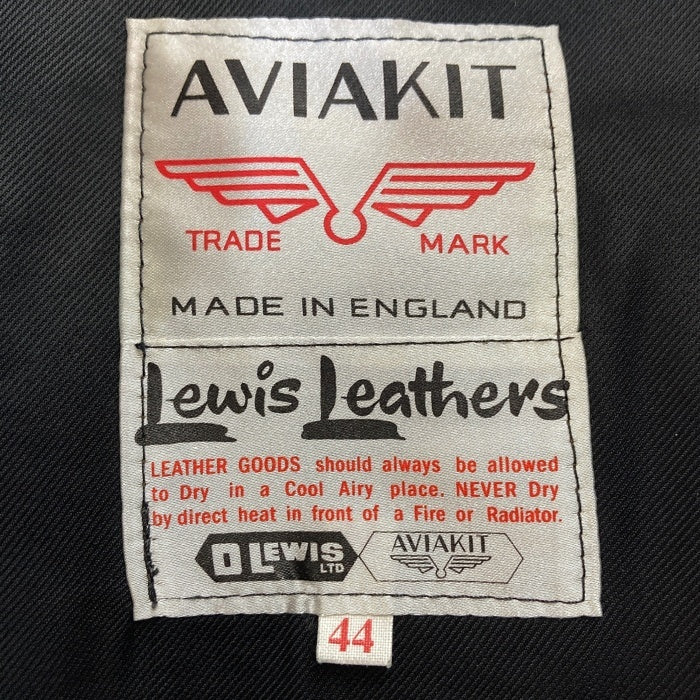 AVIAKIT
TRADE MARK
MADE IN ENGLAND
Lewis Leathers
LEATHER GOODS should always be allowed
to Dry in a Cool Airy place. NEVER Dry
by direct heat in front of a Fire or Radiator.
D LEWIS LTD
AVIAKIT
44